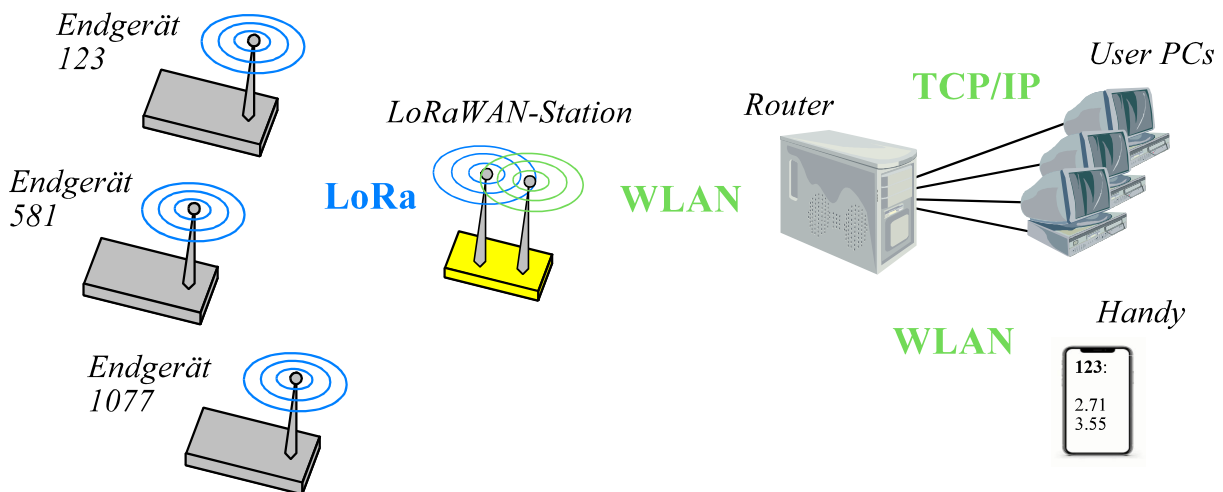 Endgerät
123
Endgerät
581
Endgerät
1077
LoRa
LoRaWAN-Station
WLAN
Router
TCP/IP
User PCs
WLAN
Handy
123:
2.71
3.55